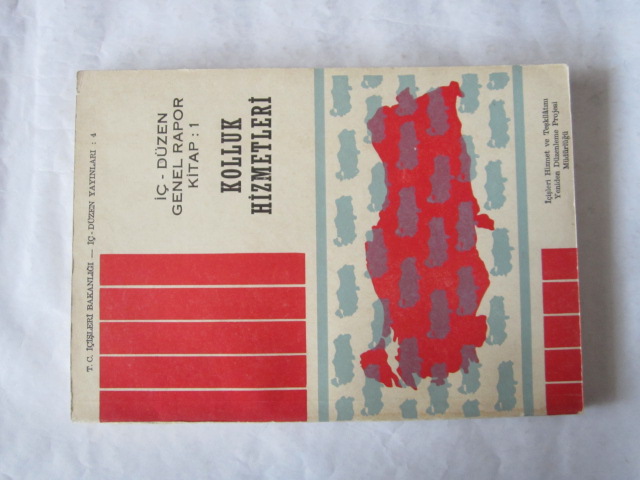 T. C. İÇİŞLERİ BAKANLIĞI — İÇ-DÜZEN YAYINLARI : 4
İÇ - DÜZEN
GENEL RAPOR
KİTAP : 1
KOLLUK
HİZMETLERİ
İçişleri Hizmet ve Teşkilâtını
Yeniden Düzenleme Projesi
Müdürlüğü